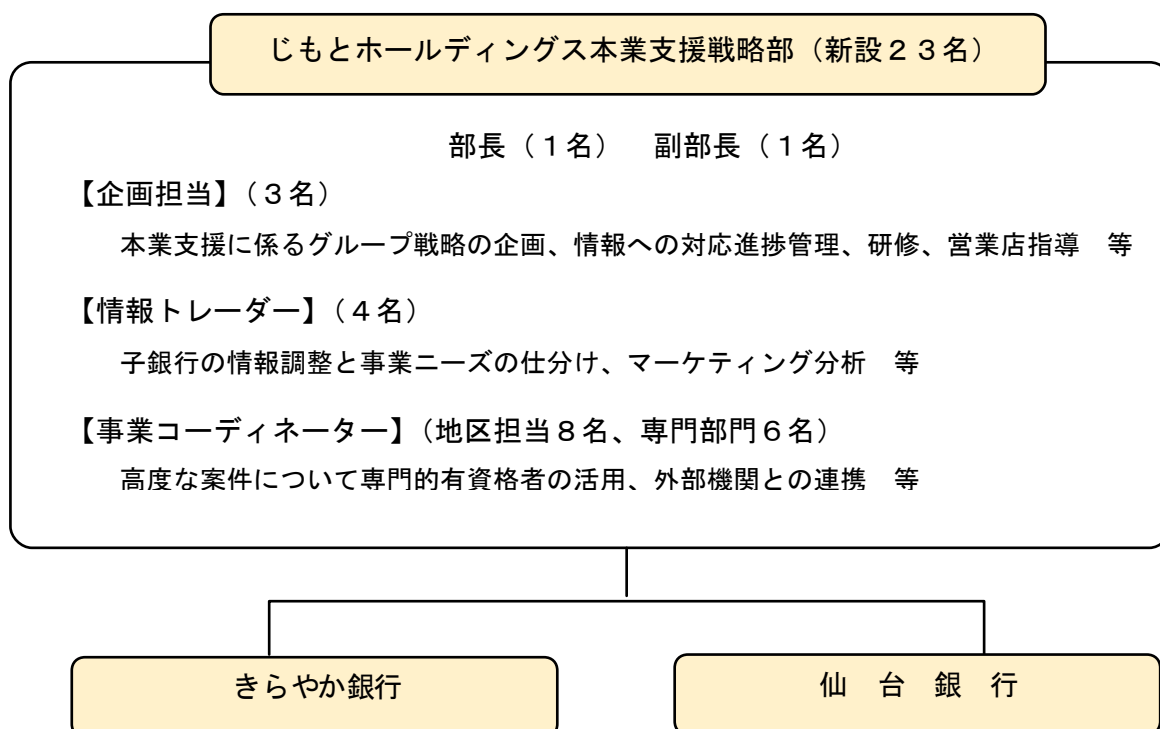 じもとホールディングス本業支援戦略部（新設２３名）
部長（１名）　副部長（１名）
【企画担当】（３名）
本業支援に係るグループ戦略の企画、情報への対応進捗管理、研修、営業店指導　等
【情報トレーダー】（４名）
子銀行の情報調整と事業ニーズの仕分け、マーケティング分析　等
【事業コーディネーター】（地区担当８名、専門部門６名）
高度な案件について専門的有資格者の活用、外部機関との連携　等
きらやか銀行
仙　台　銀　行